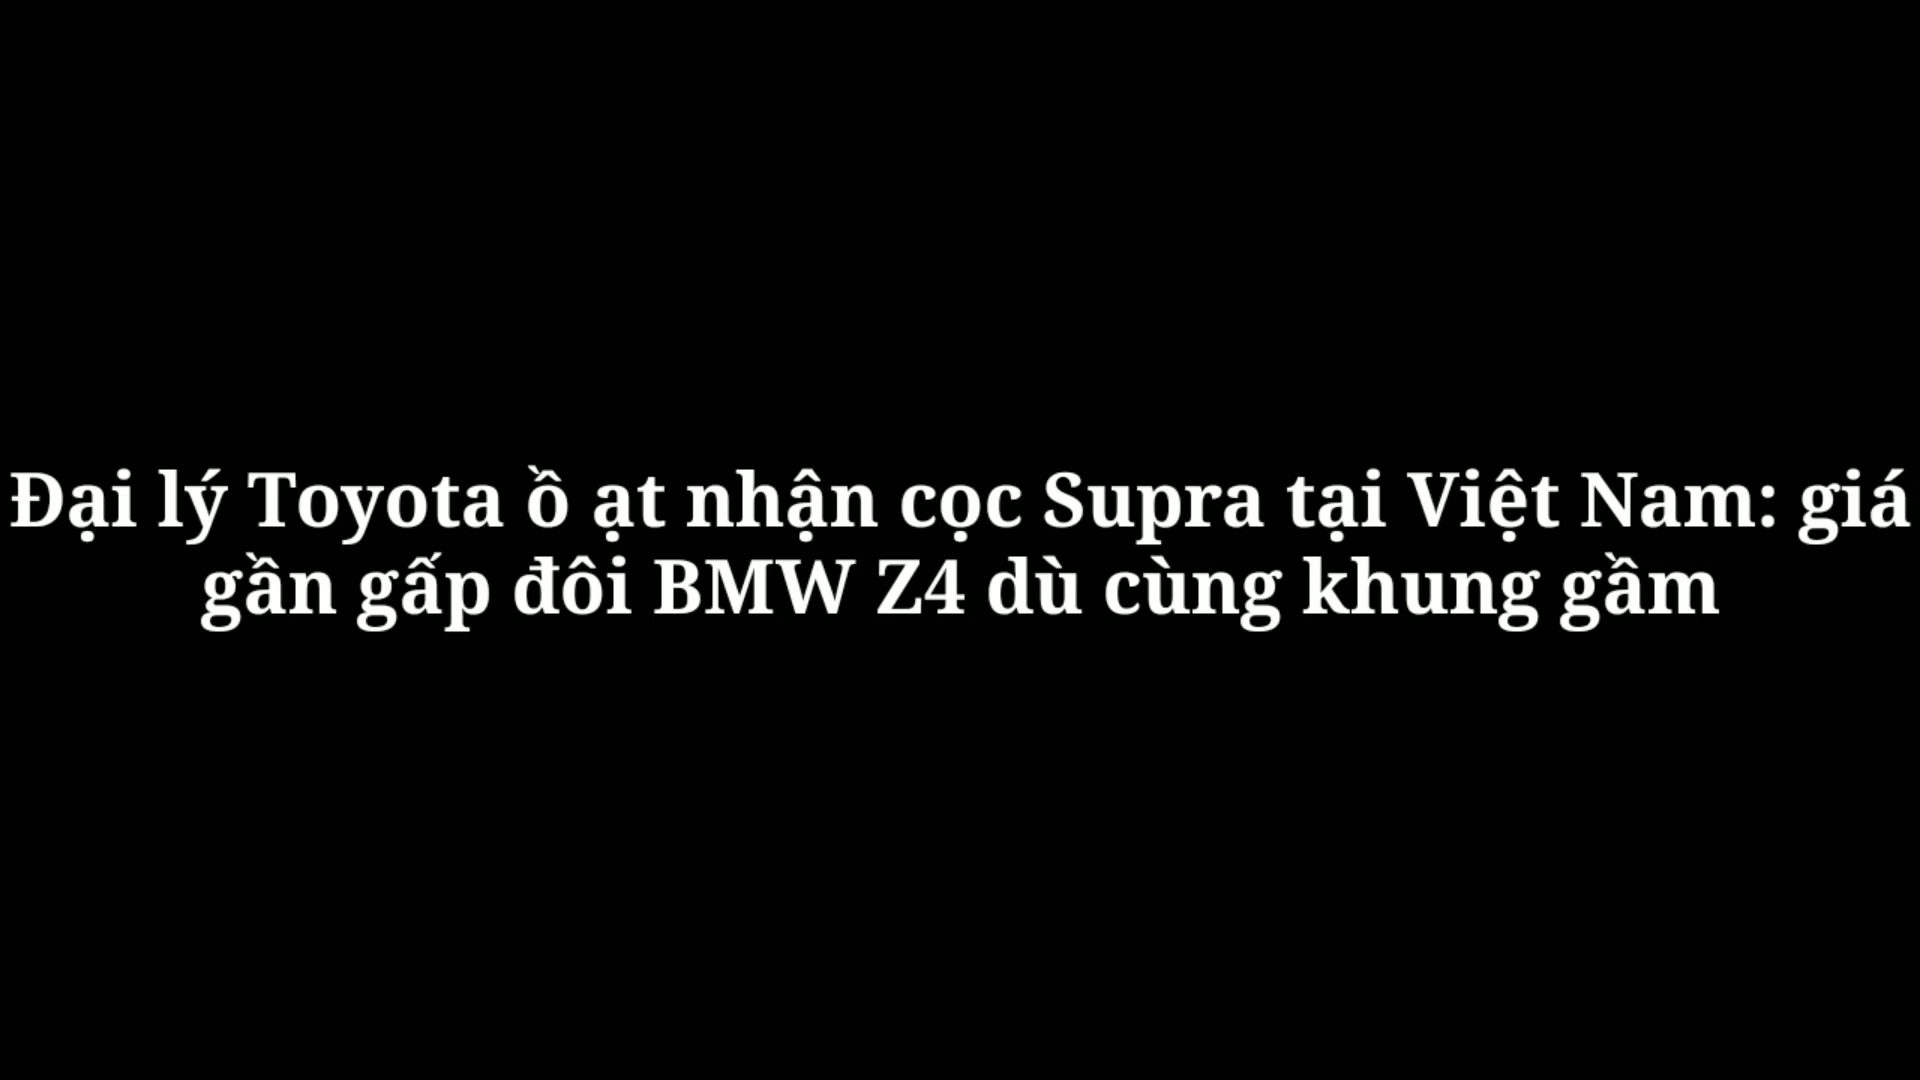 Đại lý Toyota ồ ạt nhận cọc Supra tại Việt Nam: giá
gần gấp đôi BMW Z4 dù cùng khung gầm